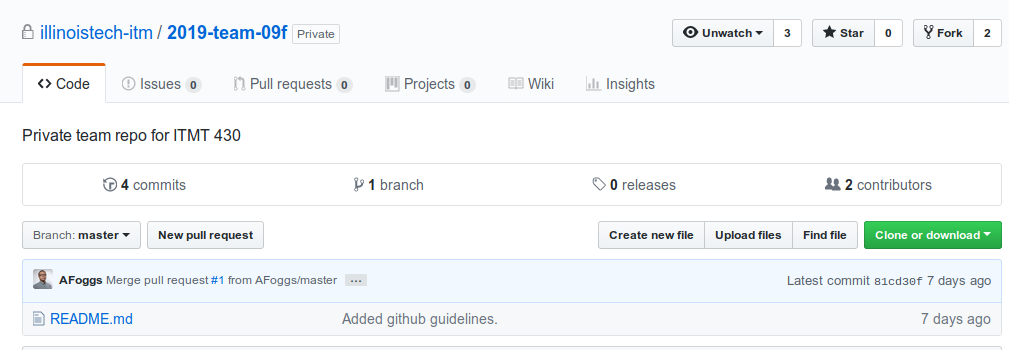 illinoistech-itm / 2019-team-09f Private Unwatch 3 Star 0 Fork 2
Code Issues 0 Pull requests 0 Projects 0 Wiki Insights
Private team repo for ITMT 430
4 commits 1 branch 0 releases 2 contributors
Branch: master New pull request Create new file Upload files Find file Clone or download
AFoggs Merge pull request #1 from AFoggs/master ... Latest commit 81cd30f 7 days ago
README.md Added github guidelines. 7 days ago